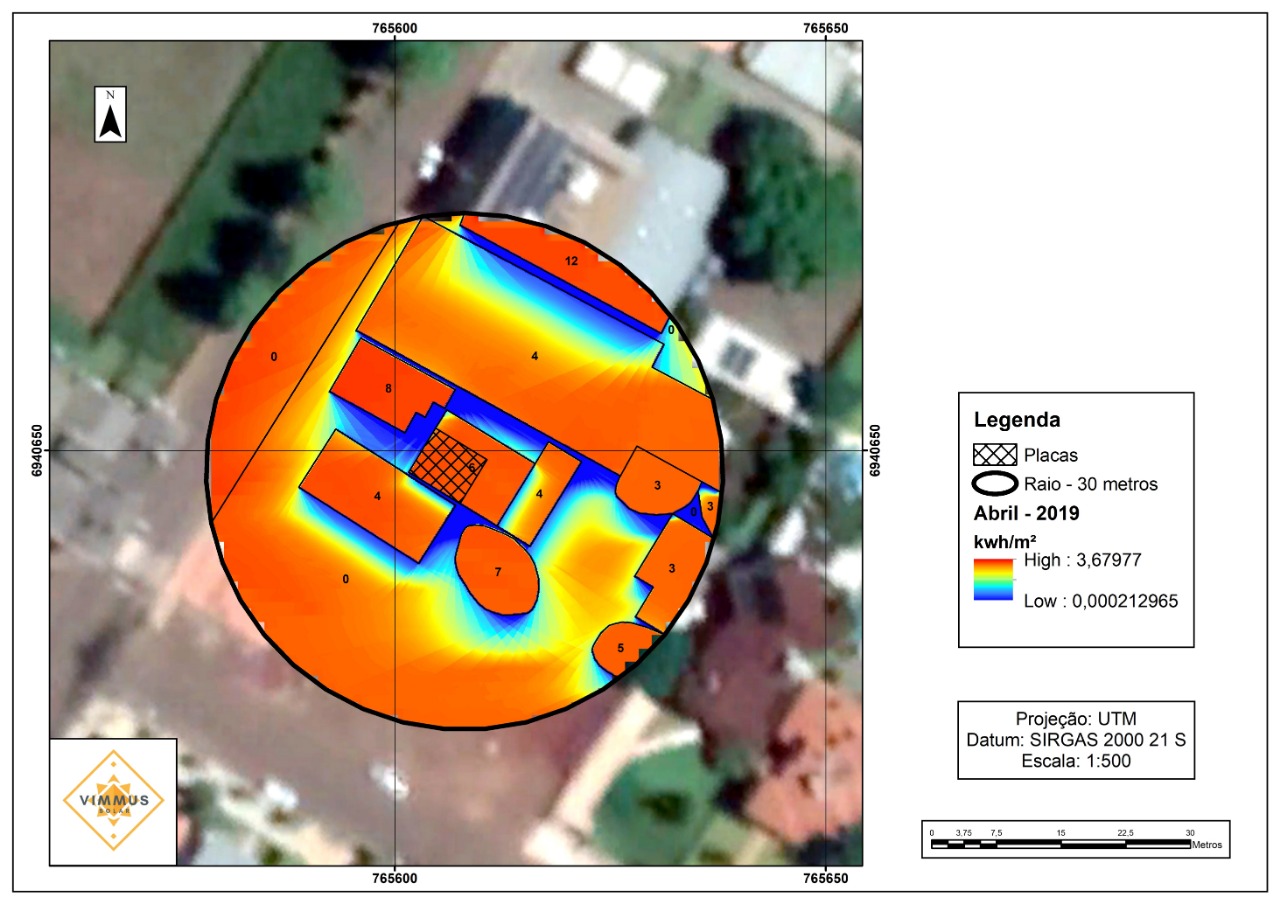 765600
765650
N
12
0
0
4
8
6940650
6940650
6
4
4
3
3
0
7
3
0
5
765600
765650
VIMMUS
SOLAR
Legenda
Placas
Raio - 30 metros
Abril - 2019
kwh/m²
High : 3,67977
Low : 0,000212965
Projeção: UTM
Datum: SIRGAS 2000 21 S
Escala: 1:500
0 3,75 7,5 15 22,5 30
Metros